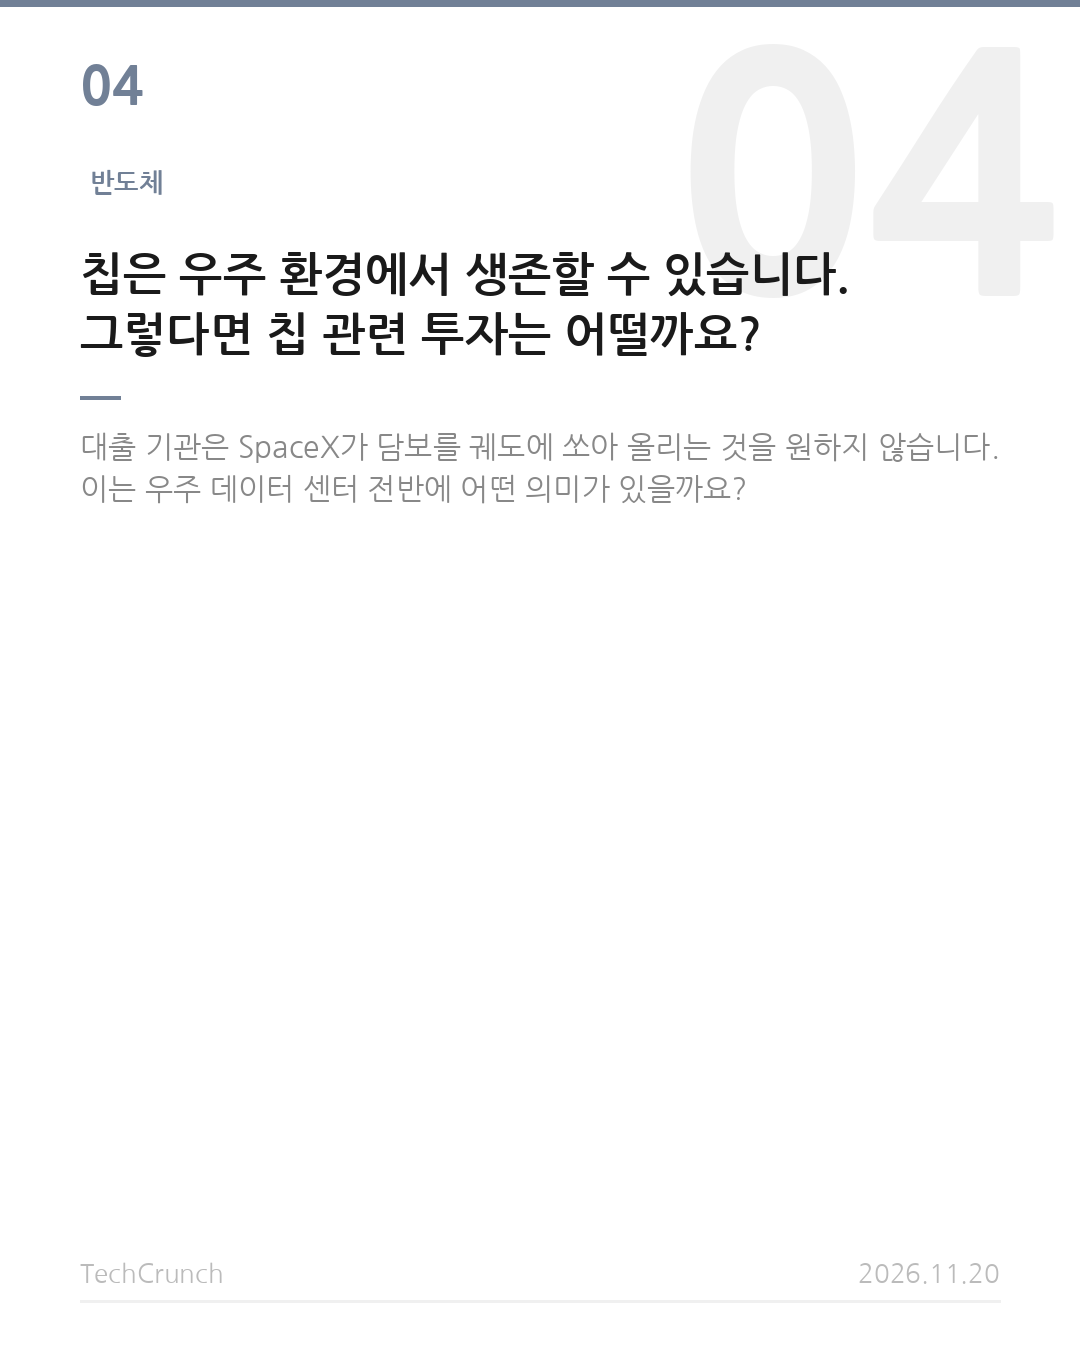 04
04
반도체
칩은 우주 환경에서 생존할 수 있습니다.
그렇다면 칩 관련 투자는 어떨까요?
대출 기관은 SpaceX가 담보를 궤도에 쏘아 올리는 것을 원하지 않습니다.
이는 우주 데이터 센터 전반에 어떤 의미가 있을까요?
TechCrunch
2026.11.20